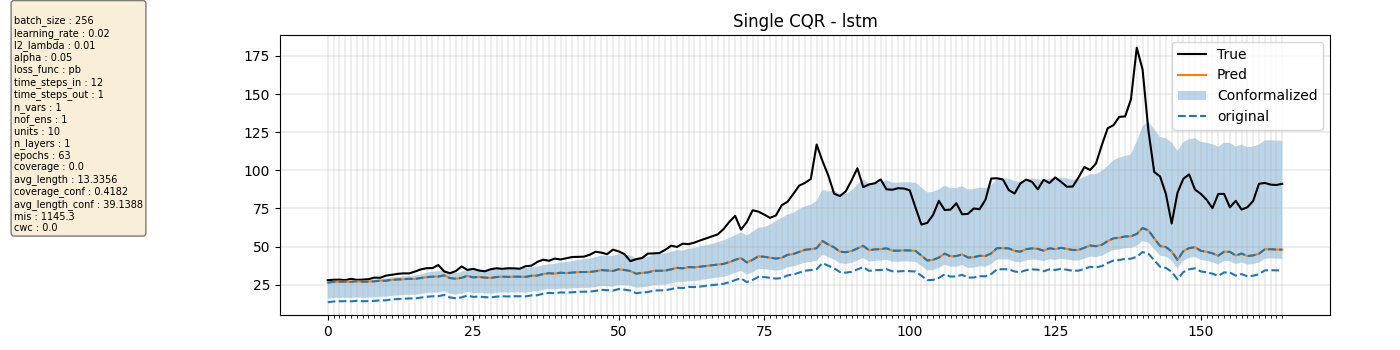 batch_size : 256
learning_rate : 0.02
l2_lambda : 0.01
alpha : 0.05
loss_func : pb
time_steps_in : 12
time_steps_out : 1
n_vars : 1
nof_ens : 1
units : 10
n_layers : 1
epochs : 63
coverage : 0.0
avg_length : 13.3356
coverage_conf : 0.4182
avg_length_conf : 39.1388
mis : 1145.3
cwc : 0.0
Single CQR - lstm
175
150
125
100
75
50
25
0 25 50 75 100 125 150
True
Pred
Conformalized
original